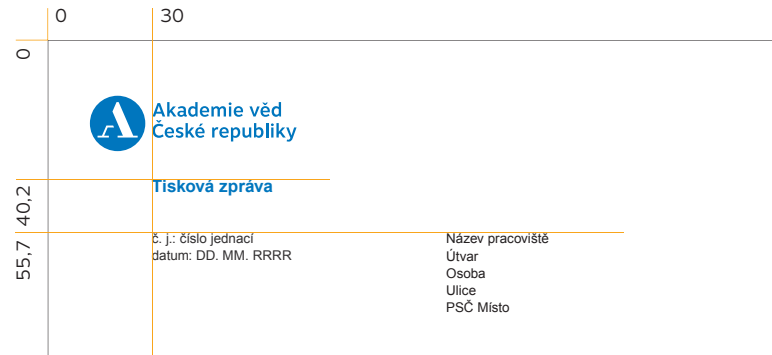 0
30
0
Akademie věd
České republiky
40,2
Tisková zpráva
55,7
č. j.: číslo jednací
datum: DD. MM. RRRR
Název pracoviště
Útvar
Osoba
Ulice
PSČ Místo